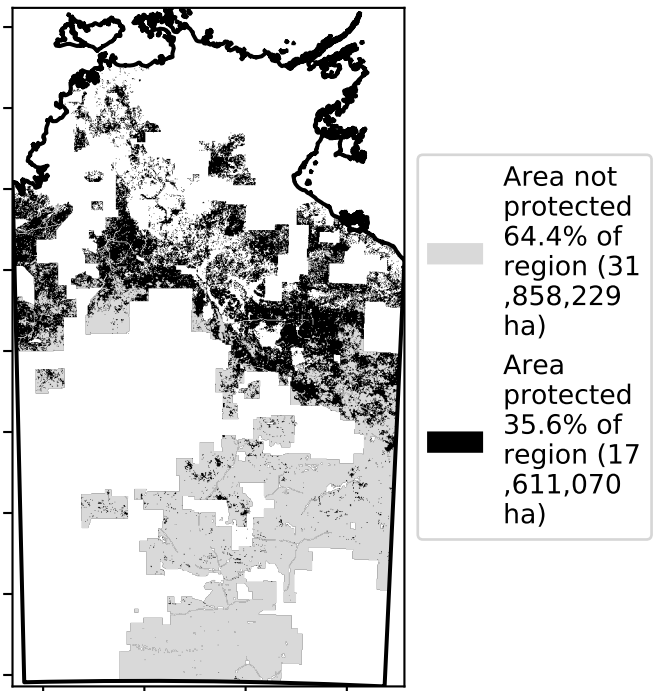 Area not
protected
64.4% of
region (31
,858,229
ha)
Area
protected
35.6% of
region (17
,611,070
ha)